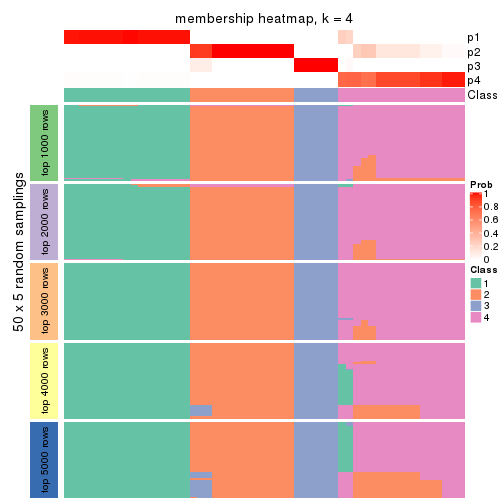 membership heatmap, k = 4
p1
p2
p3
p4
Class
50 x 5 random samplings
top 1000 rows
top 2000 rows
top 3000 rows
top 4000 rows
top 5000 rows
Prob
1
0.8
0.6
0.4
0.2
0
Class
1
2
3
4